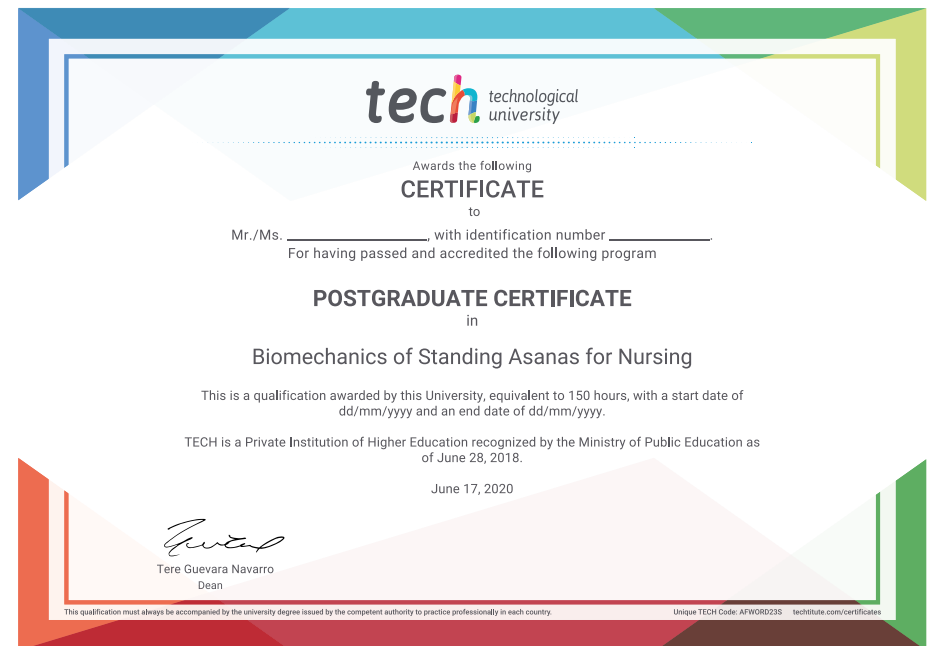 tech technological
university
Awards the following
CERTIFICATE
to
Mr./Ms. ____________________, with identification number ______________.
For having passed and accredited the following program
POSTGRADUATE CERTIFICATE
in
Biomechanics of Standing Asanas for Nursing
This is a qualification awarded by this University, equivalent to 150 hours, with a start date of
dd/mm/yyyy and an end date of dd/mm/yyyy.
TECH is a Private Institution of Higher Education recognized by the Ministry of Public Education as
of June 28, 2018.
June 17, 2020
Tere Guevara Navarro
Dean
This qualification must always be accompanied by the university degree issued by the competent authority to practice professionally in each country.
Unique TECH Code: AFWORD23S techtitute.com/certificates